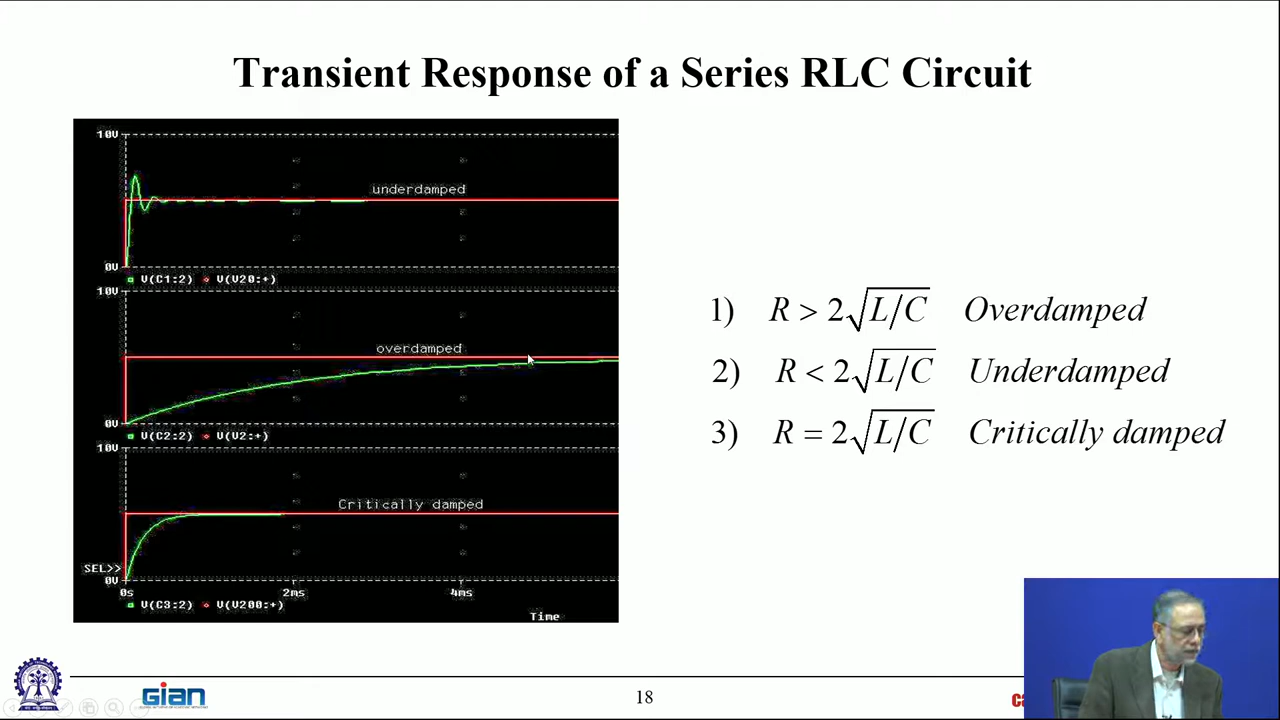 Transient Response of a Series RLC Circuit
10V
underdamped
0V
V(C1:2) V(V20:+)
10V
overdamped
V(C2:2) V(V2:+)
0V
10V
Critically damped
SEL>>
0V
0s 2ms 4ms
V(C3:2) V(V200:+)
Time
1) R > 2√L/C Overdamped
2) R < 2√L/C Underdamped
3) R = 2√L/C Critically damped
GIAN
18